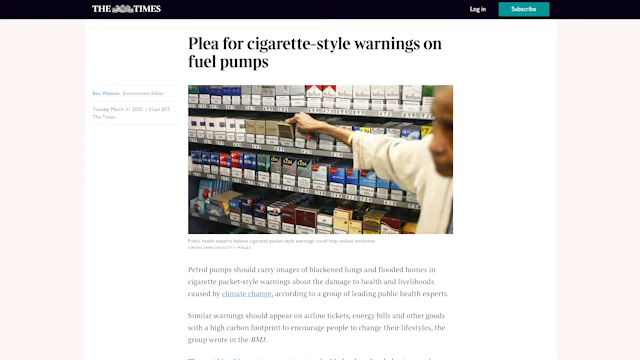 THE TIMES
Log in
Subscribe
Plea for cigarette-style warnings on
fuel pumps
Ben Webster, Environment Editor
Tuesday March 31 2020, 1.01am BST,
The Times
Public health experts believe cigarette packet-style warnings could help reduce emissions
SIMON DAWSON/GETTY IMAGES
Petrol pumps should carry images of blackened lungs and flooded homes in
cigarette packet-style warnings about the damage to health and livelihoods
caused by climate change, according to a group of leading public health experts.
Similar warnings should appear on airline tickets, energy bills and other goods
with a high carbon footprint to encourage people to change their lifestyles, the
group wrote in the BMJ.